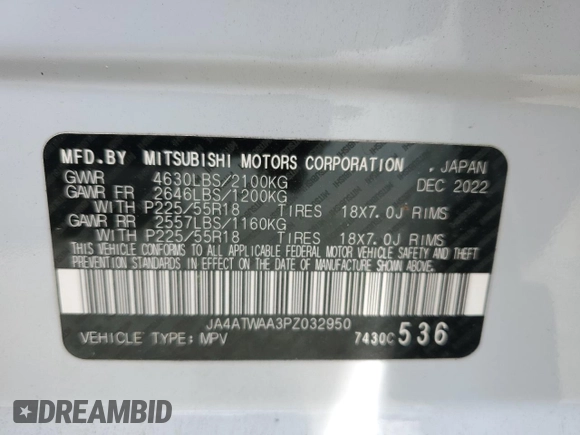 MFD.BY MITSUBISHI MOTORS CORPORATION , JAPAN
GVWR 4630LBS/2100KG DEC 2022
GAWR FR 2646LBS/1200KG
WITH P225/55R18 TIRES 18X7.0J RIMS
GAWR RR 2557LBS/1160KG
WITH P225/55R18 TIRES 18X7.0J RIMS
THIS VEHICLE CONFORMS TO ALL APPLICABLE FEDERAL MOTOR VEHICLE SAFETY AND THEFT
PREVENTION STANDARDS IN EFFECT ON THE DATE OF MANUFACTURE SHOWN ABOVE.
JA4ATWAA3PZ032950
VEHICLE TYPE:MPV 7430C 536
DREAMBID